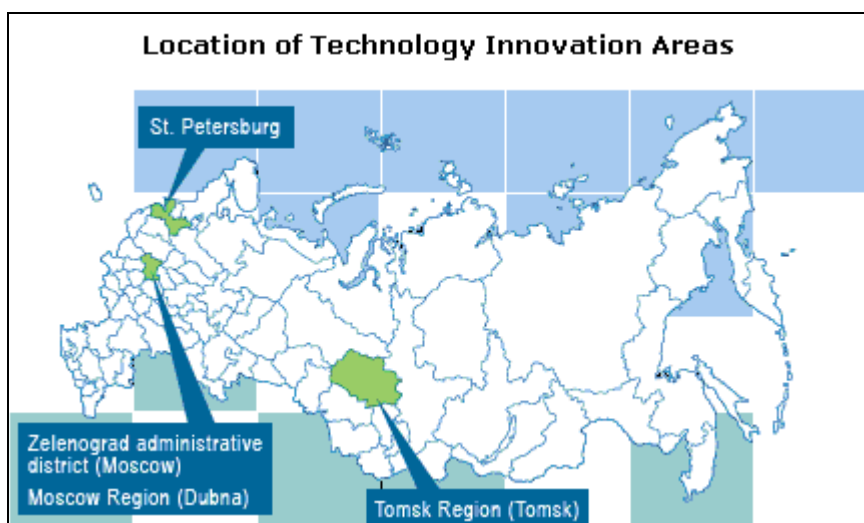 Location of Technology Innovation Areas
St. Petersburg
Zelenograd administrative
district (Moscow)
Moscow Region (Dubna)
Tomsk Region (Tomsk)